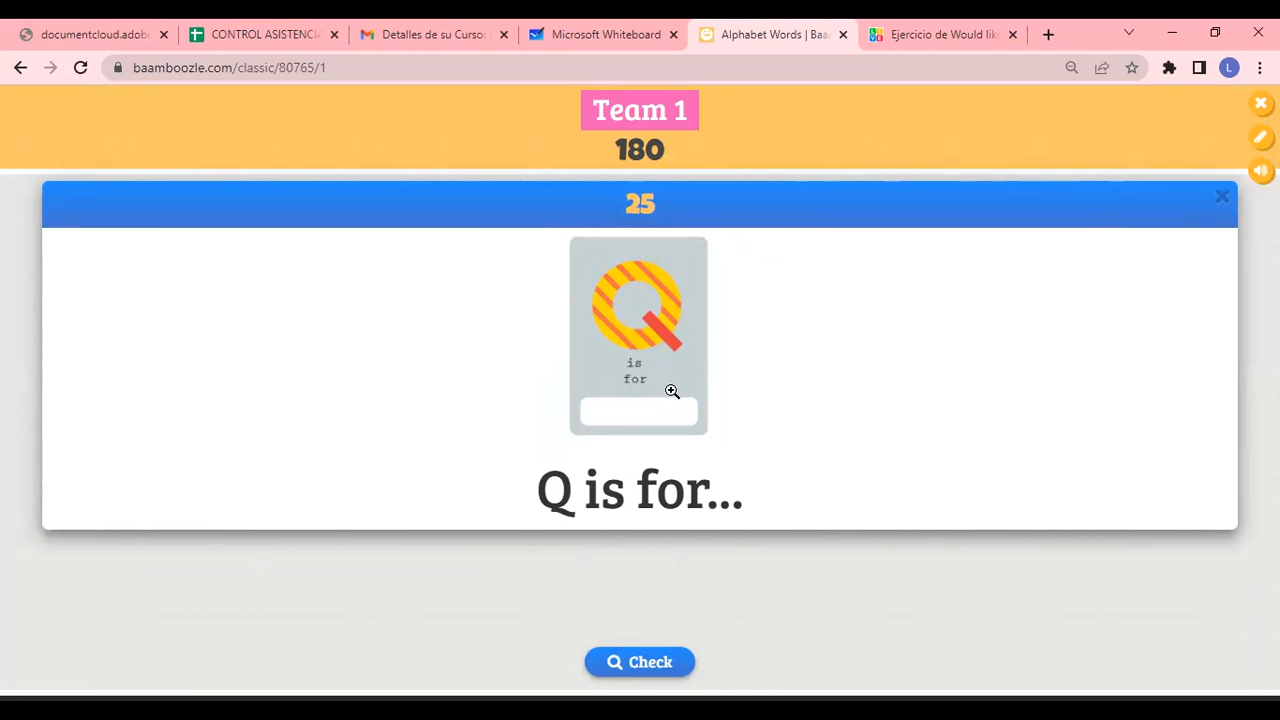 documentcloud.adob
CONTROL ASISTENCI
Detalles de su Curso:
Microsoft Whiteboard
Alphabet Words | Baa
Ejercicio de Would lik
baamboozle.com/classic/80765/1
L
Team 1
180
25
Q
is
for
Q is for...
Check